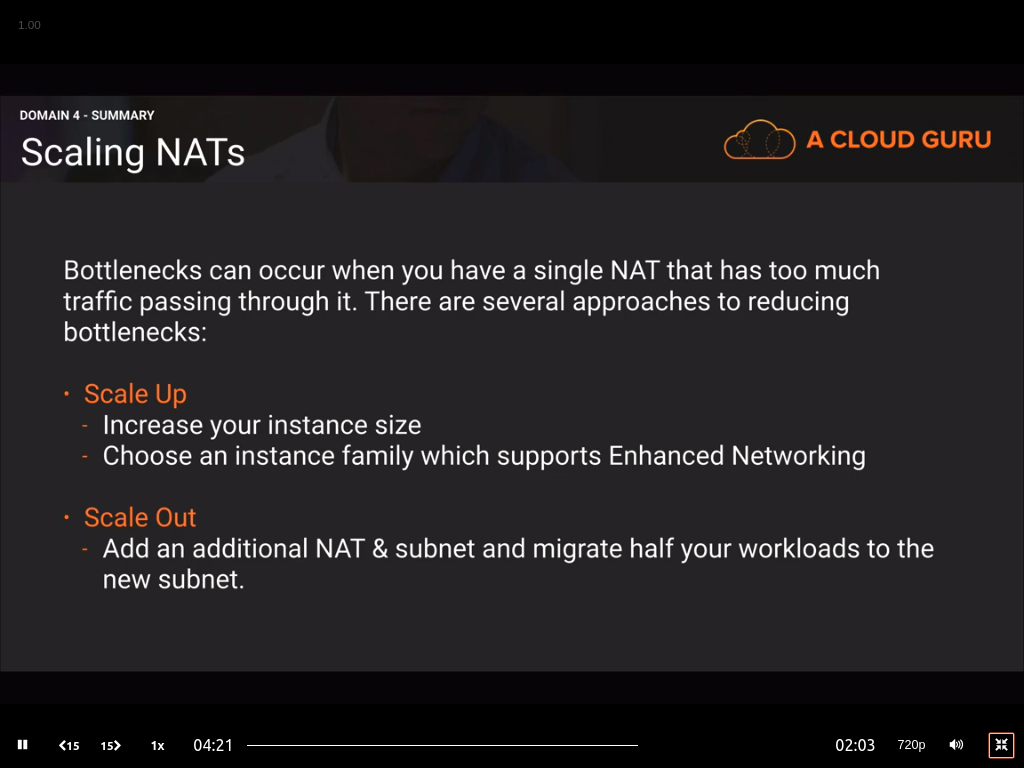 1.00
DOMAIN 4 - SUMMARY
Scaling NATs
A CLOUD GURU
Bottlenecks can occur when you have a single NAT that has too much
traffic passing through it. There are several approaches to reducing
bottlenecks:
• Scale Up
- Increase your instance size
- Choose an instance family which supports Enhanced Networking
• Scale Out
- Add an additional NAT & subnet and migrate half your workloads to the
new subnet.
15 15 1x 04:21 02:03 720p